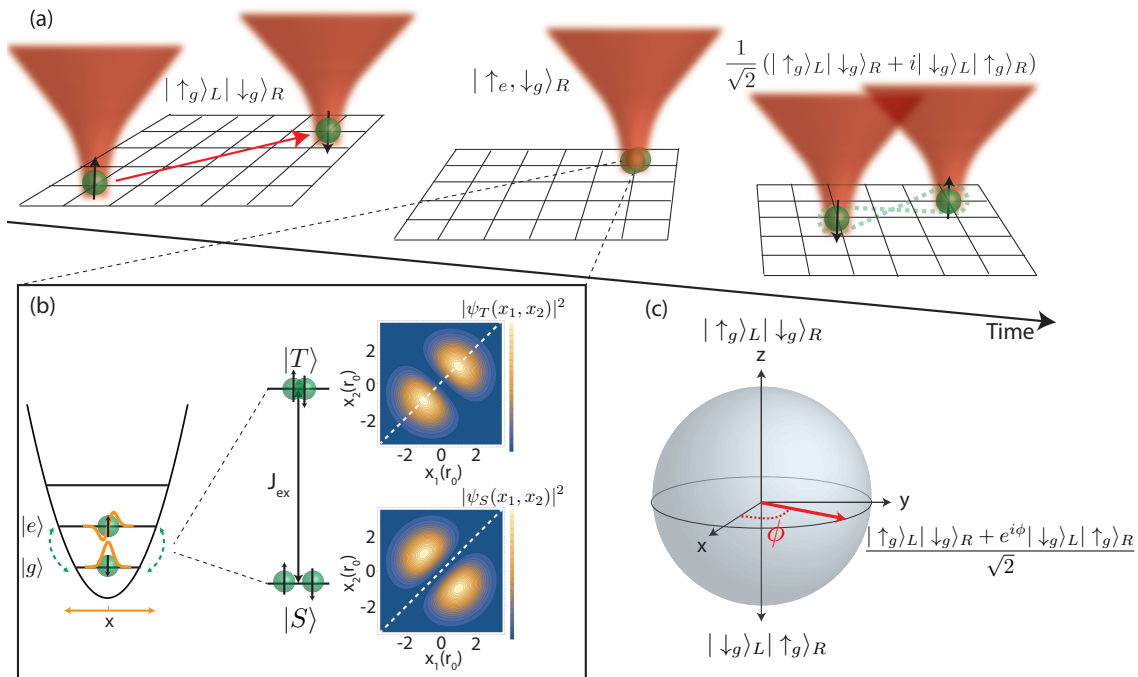 (a)
|↑g⟩L|↓g⟩R
|↑e, ↓g⟩R
1/√2 (|↑g⟩L|↓g⟩R + i|↓g⟩L|↑g⟩R)
Time
(b)
|ψT(x1, x2)|²
|T⟩
2
0
-2
x2(r0)
-2 0 2
x1(r0)
Jex
|e⟩
|g⟩
x
|S⟩
|ψS(x1, x2)|²
2
0
-2
x2(r0)
-2 0 2
x1(r0)
(c)
|↑g⟩L|↓g⟩R
z
y
x
ϕ
|↑g⟩L|↓g⟩R + e^{iϕ}|↓g⟩L|↑g⟩R
√2
|↓g⟩L|↑g⟩R